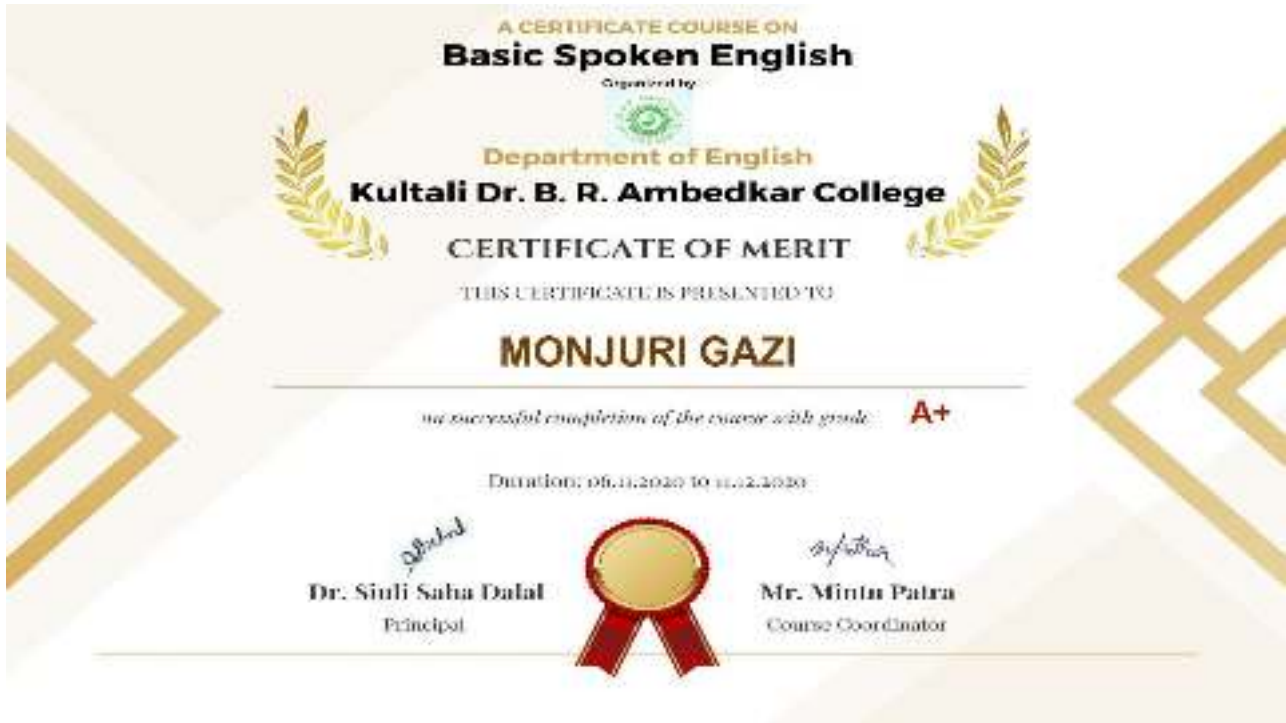 A CERTIFICATE COURSE ON
Basic Spoken English
Organized by
Department of English
Kultali Dr. B. R. Ambedkar College
CERTIFICATE OF MERIT
THIS CERTIFICATE IS PRESENTED TO
MONJURI GAZI
on successful completion of the course with grade A+
Duration: 06.11.2020 to 11.12.2020
Dr. Siuli Saha Dalal Mr. Mintu Patra
Principal Course Coordinator